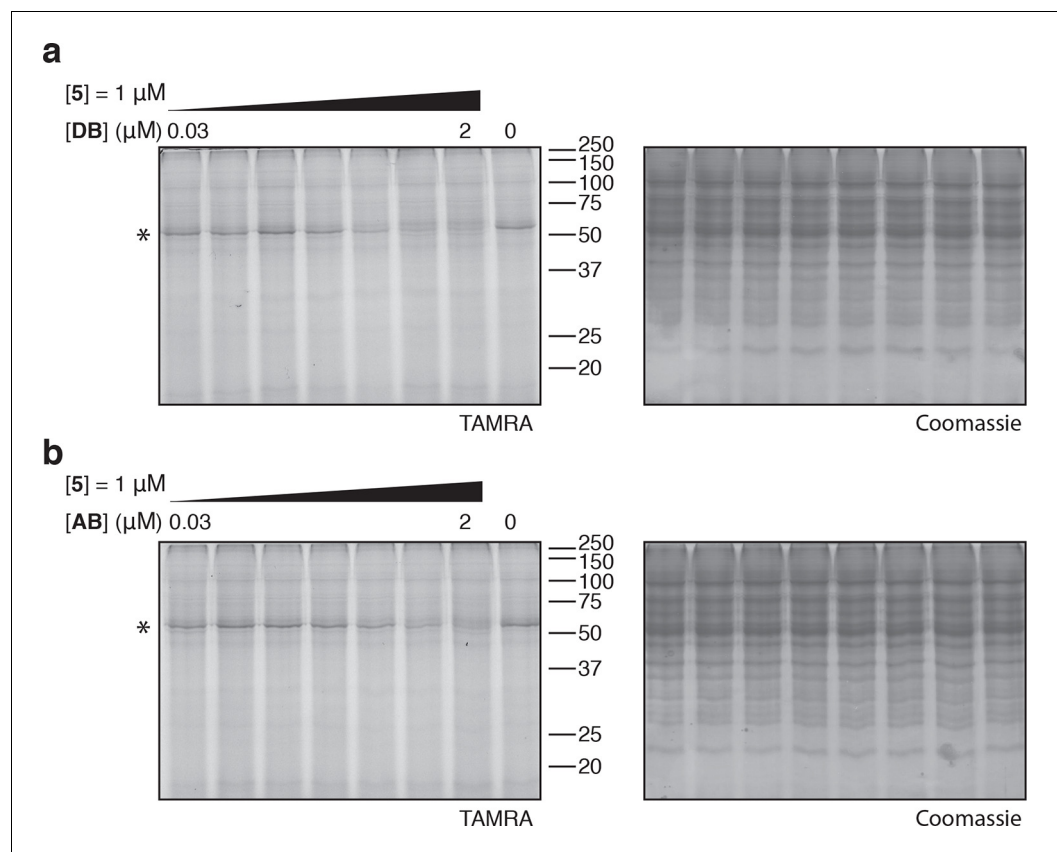 a
[5] = 1 μM
[DB] (μM) 0.03 2 0
250
150
100
75
50
37
25
20
*
TAMRA
Coomassie
b
[5] = 1 μM
[AB] (μM) 0.03 2 0
250
150
100
75
50
37
25
20
*
TAMRA
Coomassie